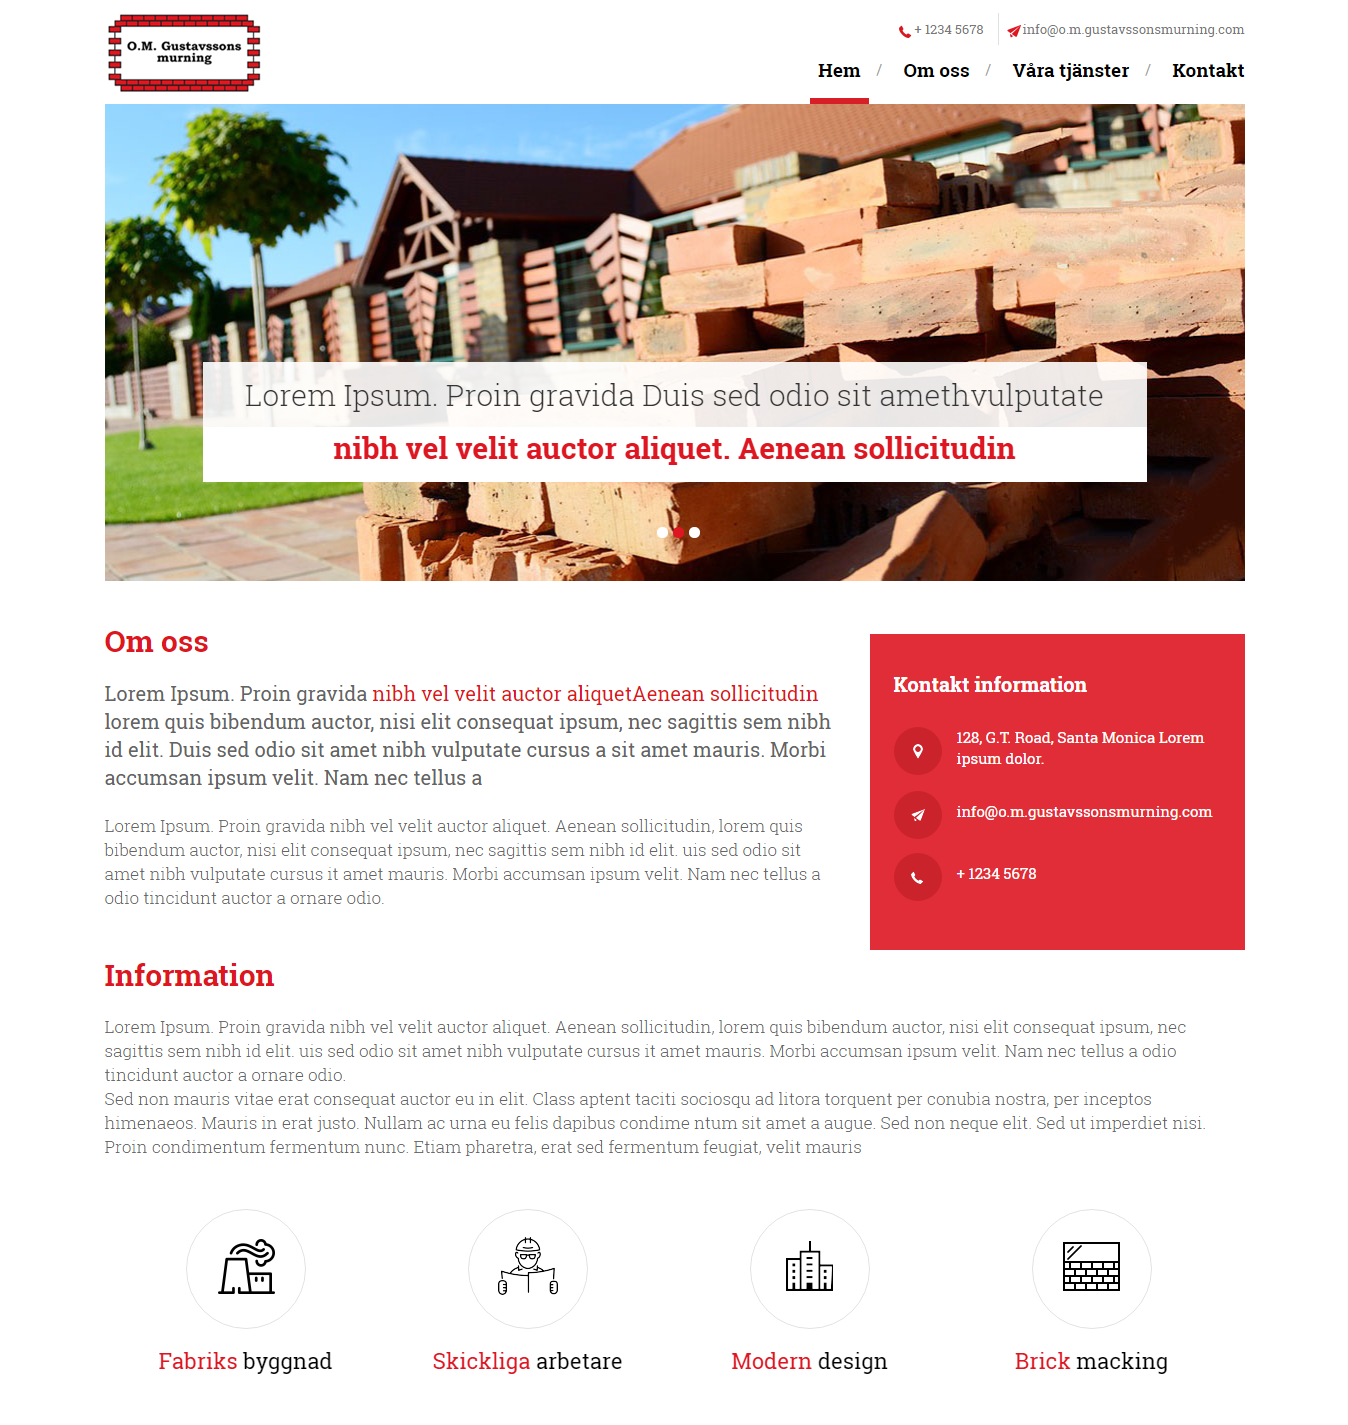 O.M. Gustavssons
murning
+ 1234 5678
info@o.m.gustavssonsmurning.com
Hem / Om oss / Våra tjänster / Kontakt
Lorem Ipsum. Proin gravida Duis sed odio sit amethvulputate
nibh vel velit auctor aliquet. Aenean sollicitudin
Om oss
Lorem Ipsum. Proin gravida nibh vel velit auctor aliquetAenean sollicitudin
lorem quis bibendum auctor, nisi elit consequat ipsum, nec sagittis sem nibh
id elit. Duis sed odio sit amet nibh vulputate cursus a sit amet mauris. Morbi
accumsan ipsum velit. Nam nec tellus a
Lorem Ipsum. Proin gravida nibh vel velit auctor aliquet. Aenean sollicitudin, lorem quis
bibendum auctor, nisi elit consequat ipsum, nec sagittis sem nibh id elit. uis sed odio sit
amet nibh vulputate cursus it amet mauris. Morbi accumsan ipsum velit. Nam nec tellus a
odio tincidunt auctor a ornare odio.
Kontakt information
128, G.T. Road, Santa Monica Lorem
ipsum dolor.
info@o.m.gustavssonsmurning.com
+ 1234 5678
Information
Lorem Ipsum. Proin gravida nibh vel velit auctor aliquet. Aenean sollicitudin, lorem quis bibendum auctor, nisi elit consequat ipsum, nec
sagittis sem nibh id elit. uis sed odio sit amet nibh vulputate cursus it amet mauris. Morbi accumsan ipsum velit. Nam nec tellus a odio
tincidunt auctor a ornare odio.
Sed non mauris vitae erat consequat auctor eu in elit. Class aptent taciti sociosqu ad litora torquent per conubia nostra, per inceptos
himenaeos. Mauris in erat justo. Nullam ac urna eu felis dapibus condime ntum sit amet a augue. Sed non neque elit. Sed ut imperdiet nisi.
Proin condimentum fermentum nunc. Etiam pharetra, erat sed fermentum feugiat, velit mauris
Fabriks byggnad
Skickliga arbetare
Modern design
Brick macking